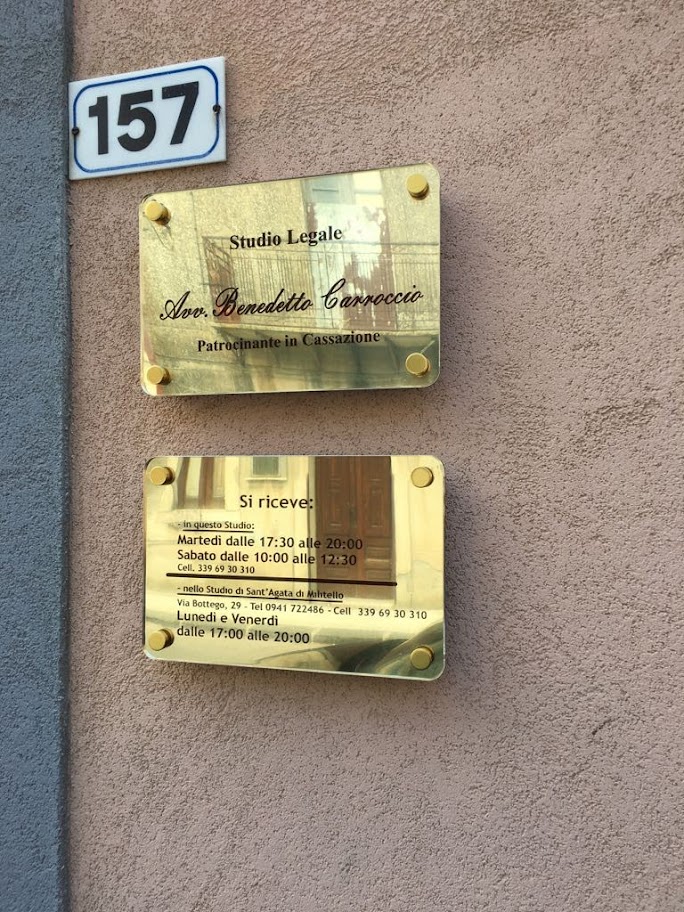 157
Studio Legale
Avv. Benedetto Carroccio
Patrocinante in Cassazione
Si riceve:
- in questo Studio:
Martedì dalle 17:30 alle 20:00
Sabato dalle 10:00 alle 12:30
Cell. 339 69 30 310
- nello Studio di Sant'Agata di Militello
Via Bottego, 29 - Tel 0941 722486 - Cell 339 69 30 310
Lunedì e Venerdì
dalle 17:00 alle 20:00